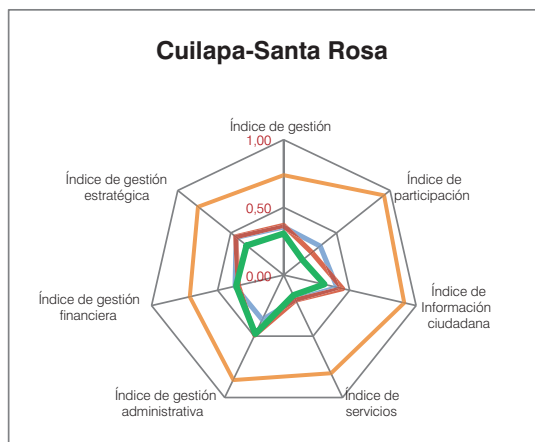 Cuilapa-Santa Rosa
Índice de gestión
1,00
Índice de gestión
estratégica
Índice de
participación
0,50
0,00
Índice de gestión
financiera
Índice de
Información
ciudadana
Índice de gestión
administrativa
Índice de
servicios